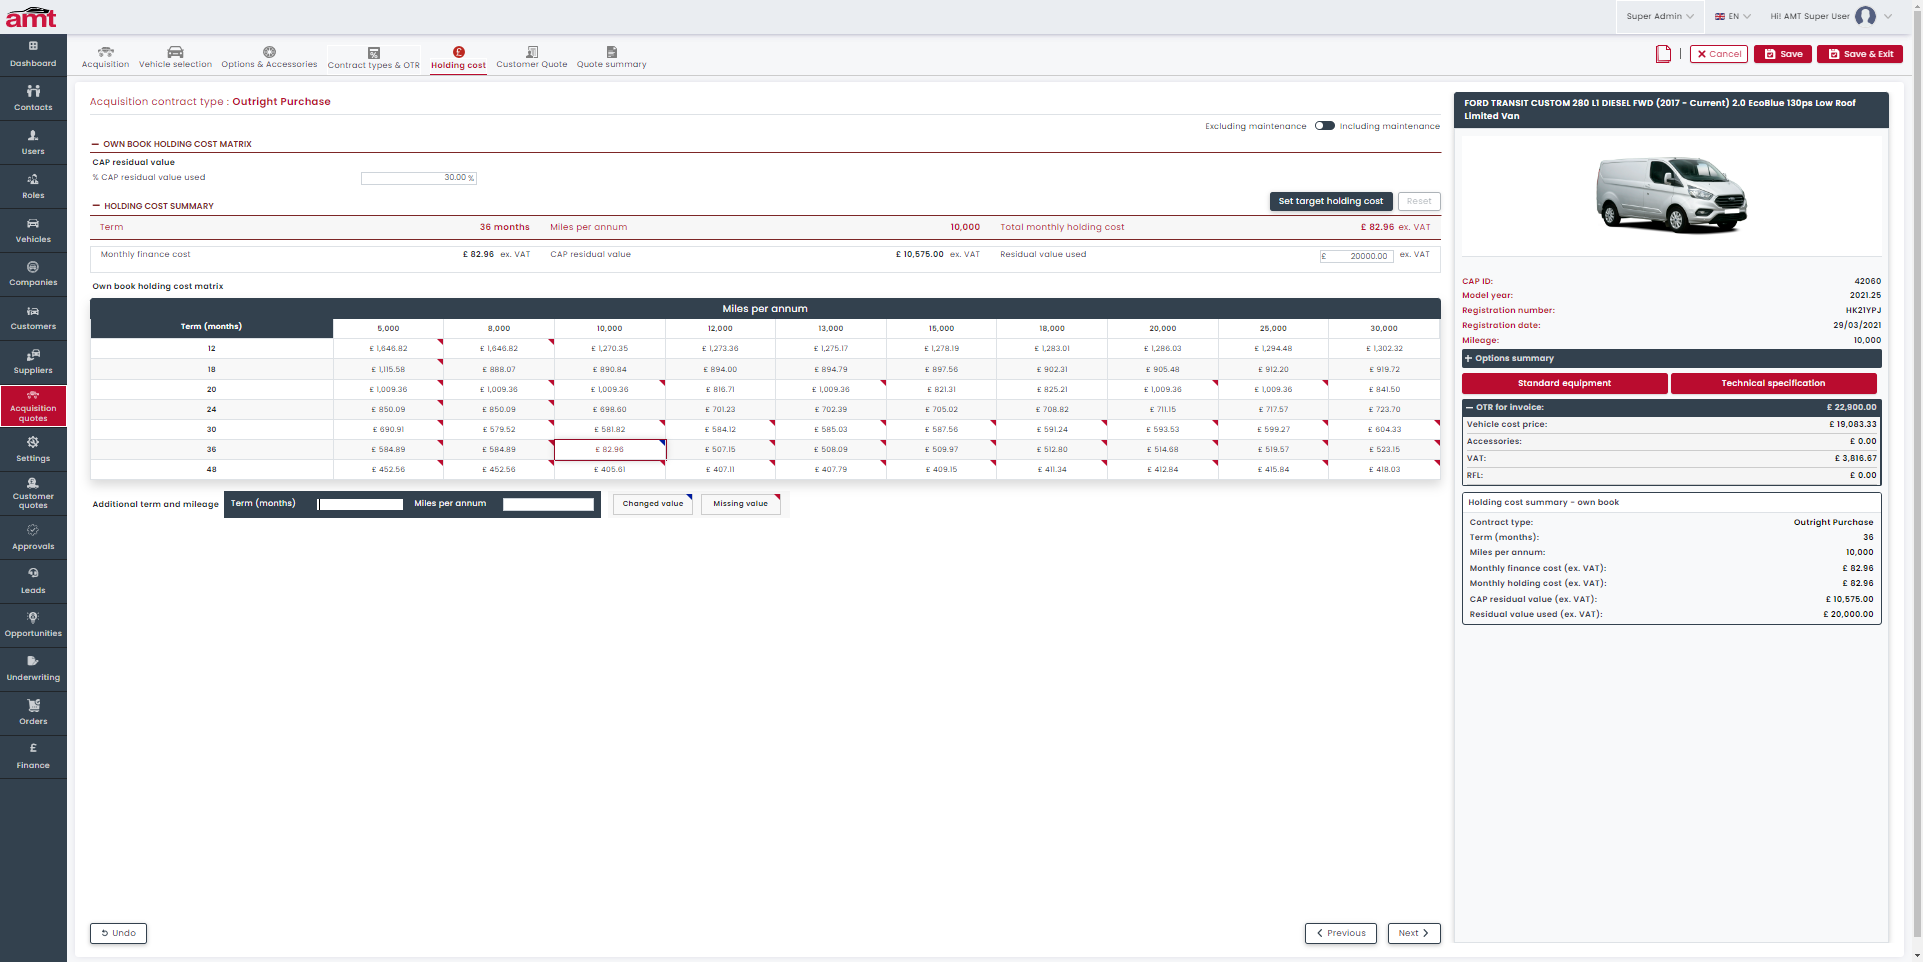 amt
Super Admin
EN
Hi! AMT Super User
Dashboard
Contacts
Users
Roles
Vehicles
Companies
Customers
Suppliers
Acquisition
quotes
Settings
Customer
quotes
Approvals
Leads
Opportunities
Underwriting
Orders
£
Finance
Acquisition
Vehicle selection
Options & Accessories
Contract types & OTR
Holding cost
Customer Quote
Quote summary
Cancel
Save
Save & Exit
Acquisition contract type : Outright Purchase
Excluding maintenance
Including maintenance
OWN BOOK HOLDING COST MATRIX
CAP residual value
% CAP residual value used 30.00 %
HOLDING COST SUMMARY
Set target holding cost
Reset
Term 36 months Miles per annum 10,000 Total monthly holding cost £ 82.96 ex. VAT
Monthly finance cost £ 82.96 ex. VAT CAP residual value £ 10,575.00 ex. VAT Residual value used £ 20000.00 ex. VAT
Own book holding cost matrix
Miles per annum
Term (months) 5,000 8,000 10,000 12,000 13,000 15,000 18,000 20,000 25,000 30,000
12 £ 1,646.82 £ 1,646.82 £ 1,270.35 £ 1,273.36 £ 1,275.17 £ 1,278.19 £ 1,283.01 £ 1,286.03 £ 1,294.48 £ 1,302.32
18 £ 1,115.58 £ 888.07 £ 890.84 £ 894.00 £ 894.79 £ 897.56 £ 902.31 £ 905.48 £ 912.20 £ 919.72
20 £ 1,009.36 £ 1,009.36 £ 1,009.36 £ 816.71 £ 1,009.36 £ 821.31 £ 825.21 £ 1,009.36 £ 1,009.36 £ 841.50
24 £ 850.09 £ 850.09 £ 698.60 £ 701.23 £ 702.39 £ 705.02 £ 708.82 £ 711.15 £ 717.57 £ 723.70
30 £ 690.91 £ 579.52 £ 581.82 £ 584.12 £ 585.03 £ 587.56 £ 591.24 £ 593.53 £ 599.27 £ 604.33
36 £ 584.89 £ 584.89 £ 82.96 £ 507.15 £ 508.09 £ 509.97 £ 512.80 £ 514.68 £ 519.57 £ 523.15
48 £ 452.56 £ 452.56 £ 405.61 £ 407.11 £ 407.79 £ 409.15 £ 411.34 £ 412.84 £ 415.84 £ 418.03
Additional term and mileage Term (months) Miles per annum Changed value Missing value
Undo
Previous
Next
FORD TRANSIT CUSTOM 280 L1 DIESEL FWD (2017 - Current) 2.0 EcoBlue 130ps Low Roof
Limited Van
CAP ID: 42060
Model year: 2021.25
Registration number: HK21YPJ
Registration date: 29/03/2021
Mileage: 10,000
Options summary
Standard equipment
Technical specification
OTR for invoice: £ 22,900.00
Vehicle cost price: £ 19,083.33
Accessories: £ 0.00
VAT: £ 3,816.67
RFL: £ 0.00
Holding cost summary - own book
Contract type: Outright Purchase
Term (months): 36
Miles per annum: 10,000
Monthly finance cost (ex. VAT): £ 82.96
Monthly holding cost (ex. VAT): £ 82.96
CAP residual value (ex. VAT): £ 10,575.00
Residual value used (ex. VAT): £ 20,000.00